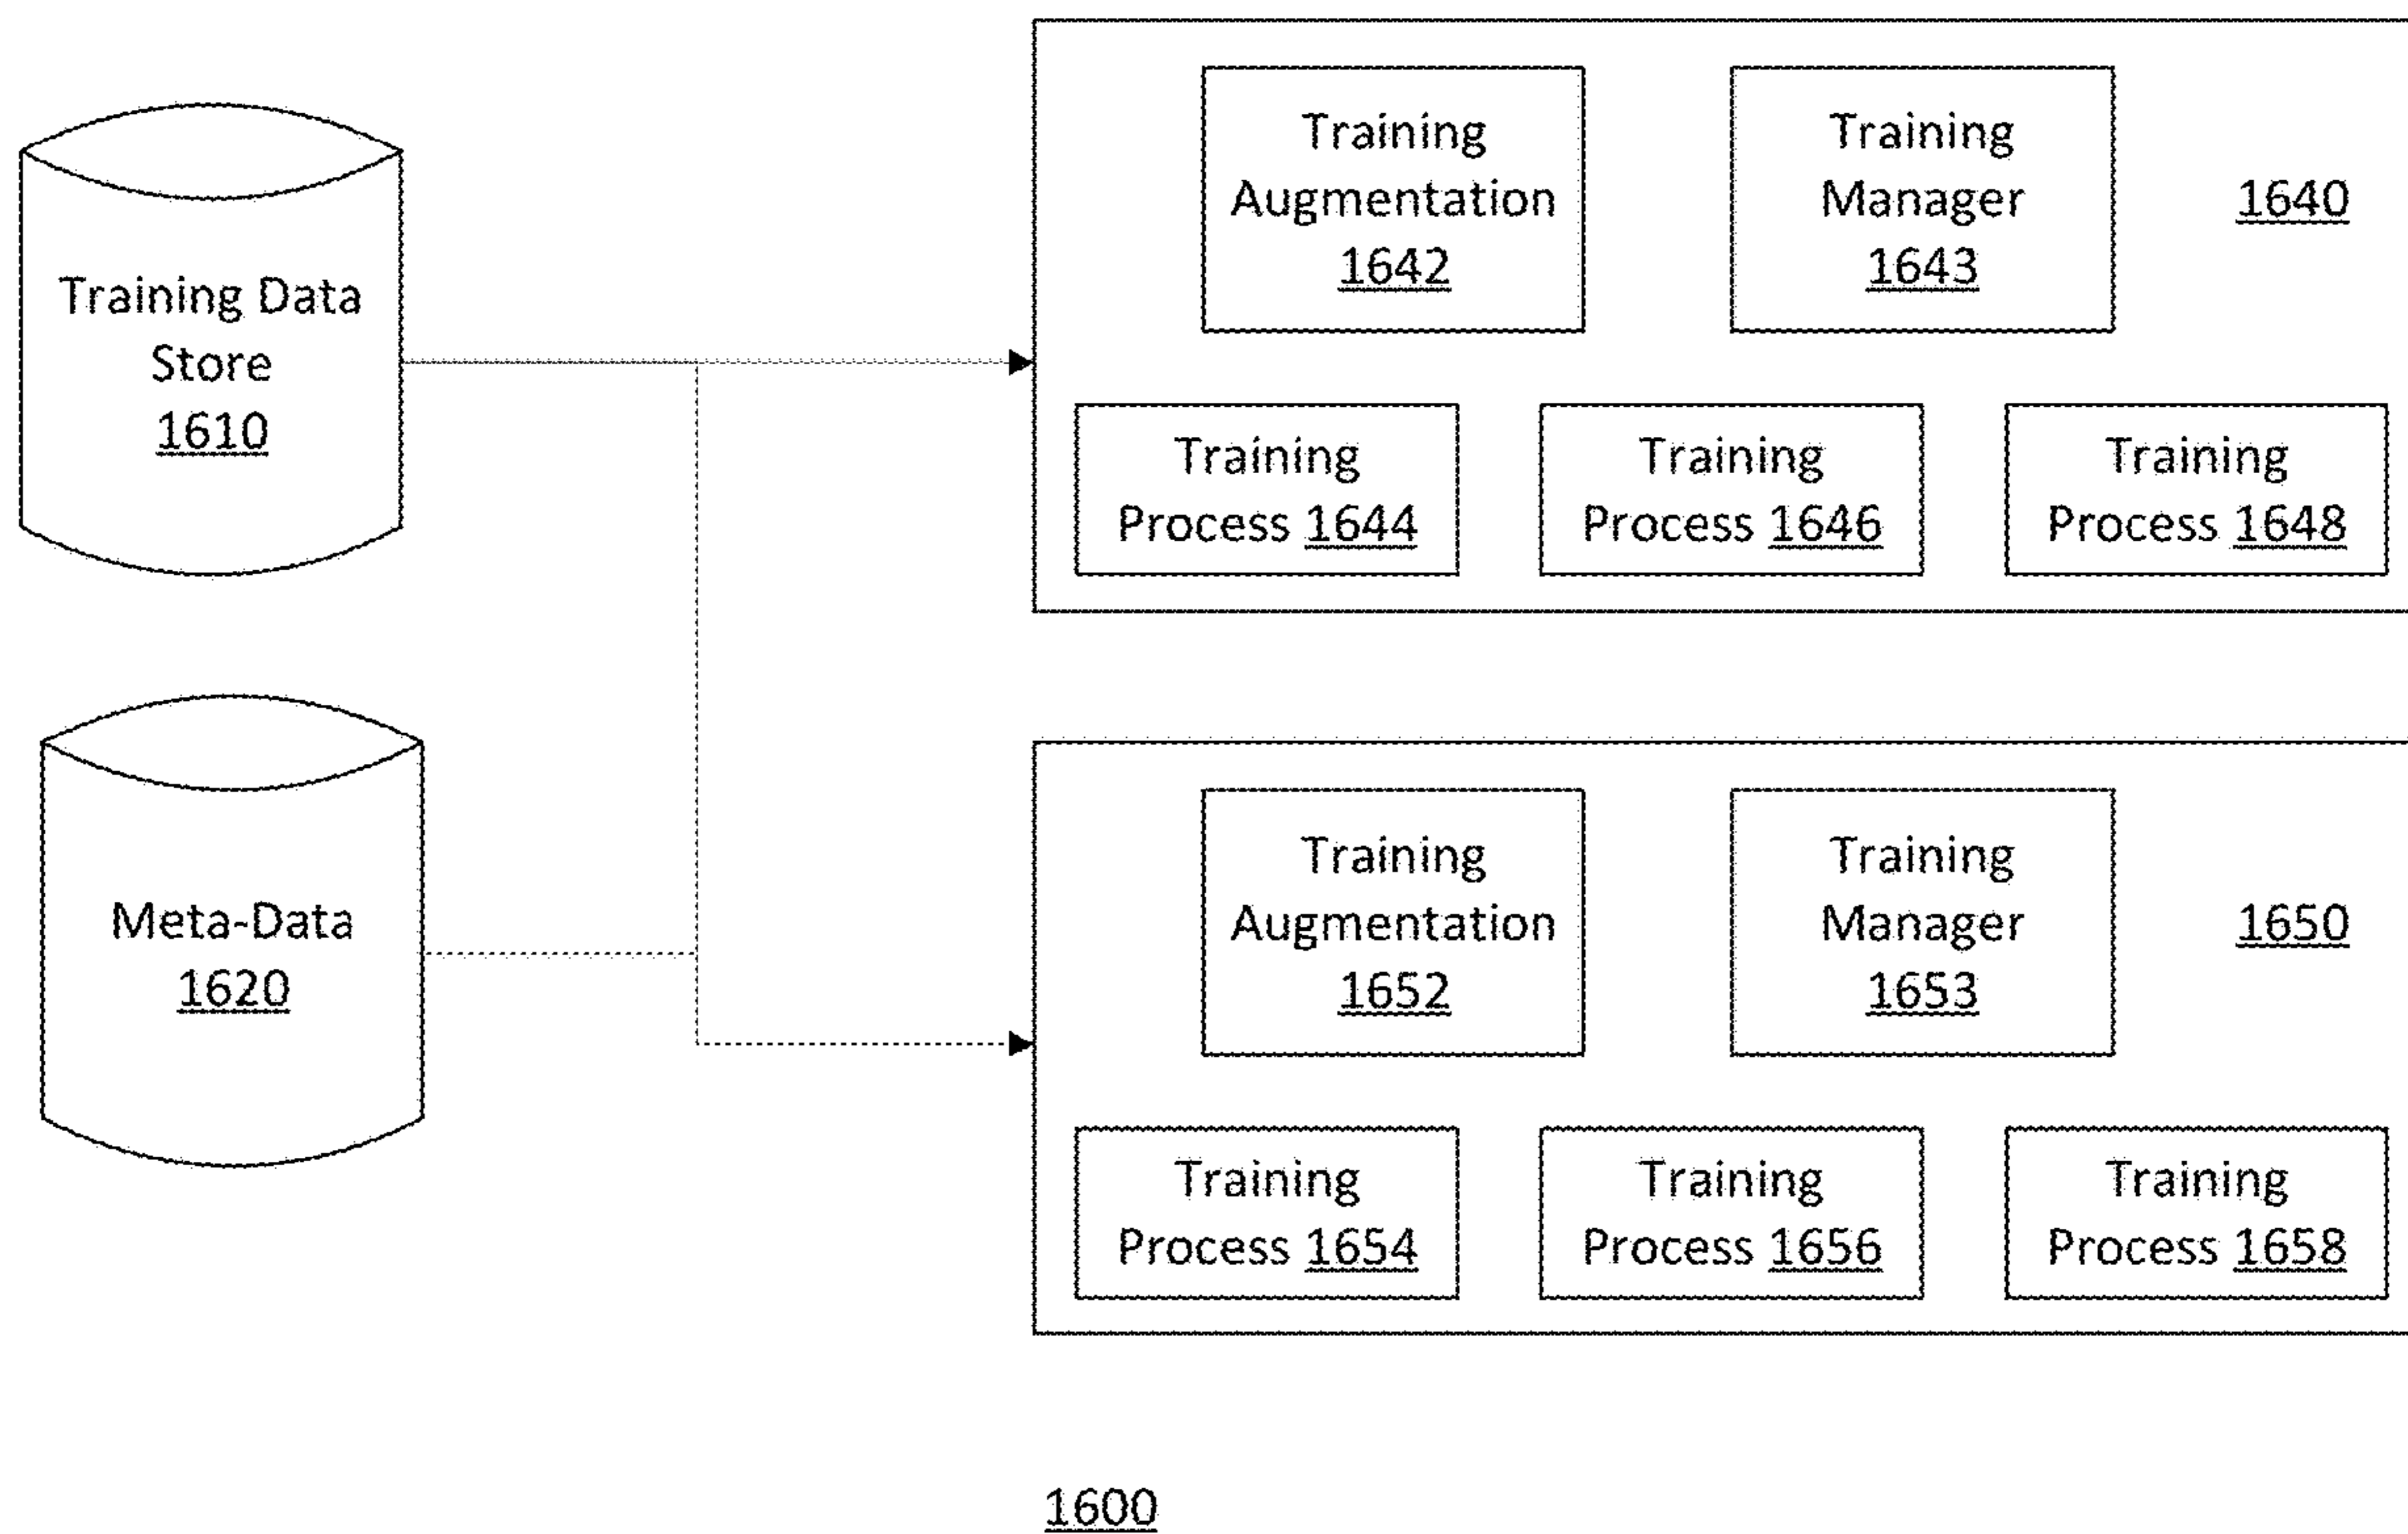 Training Data
Store
1610
Meta-Data
1620
Training
Augmentation
1642
Training
Manager
1643
1640
Training
Process 1644
Training
Process 1646
Training
Process 1648
Training
Augmentation
1652
Training
Manager
1653
1650
Training
Process 1654
Training
Process 1656
Training
Process 1658
1600